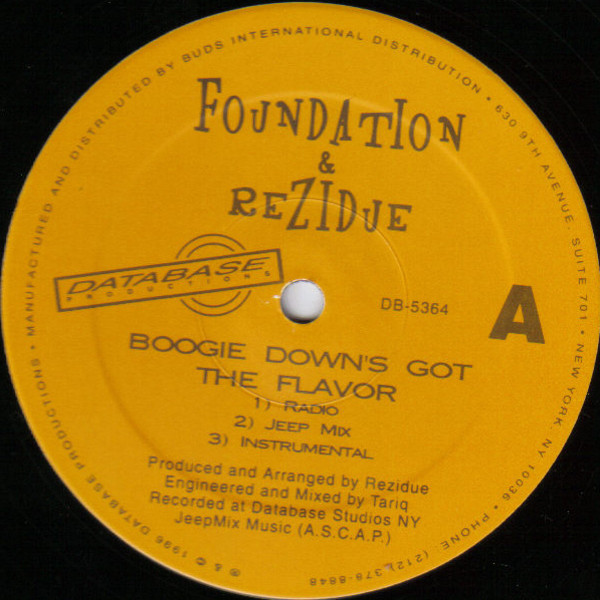 ℗ & © 1996 DATABASE PRODUCTIONS • MANUFACTURED AND DISTRIBUTED BY BUDS INTERNATIONAL DISTRIBUTION • 630 9TH AVENUE, SUITE 701 • NEW YORK, NY 10036 • PHONE: (212) 378-8848
FOUNDATION
&
REZIDUE
DATABASE
PRODUCTIONS
DB-5364
A
BOOGIE DOWN'S GOT
THE FLAVOR
1) RADIO
2) JEEP MIX
3) INSTRUMENTAL
Produced and Arranged by Rezidue
Engineered and Mixed by Tariq
Recorded at Database Studios NY
JeepMix Music (A.S.C.A.P.)